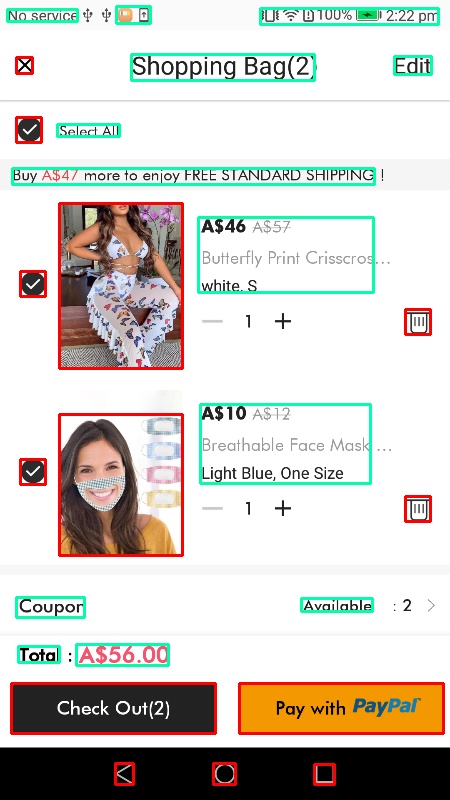 No service 100% 2:22 pm
Shopping Bag(2) Edit
Select All
Buy A$47 more to enjoy FREE STANDARD SHIPPING !
A$46 A$57
Butterfly Print Crisscros...
white, S
1
A$10 A$12
Breathable Face Mask ...
Light Blue, One Size
1
Coupon Available : 2
Total : A$56.00
Check Out(2) Pay with PayPal